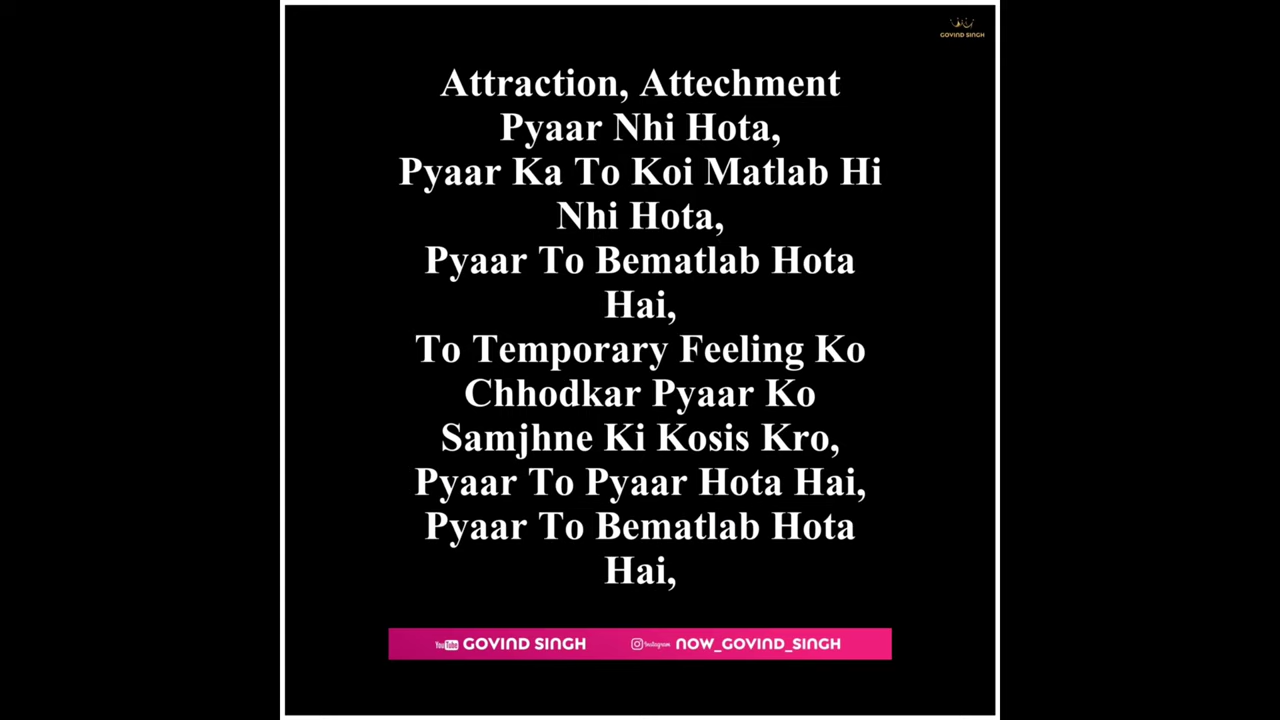 GOVIND SINGH
Attraction, Attechment
Pyaar Nhi Hota,
Pyaar Ka To Koi Matlab Hi
Nhi Hota,
Pyaar To Bematlab Hota
Hai,
To Temporary Feeling Ko
Chhodkar Pyaar Ko
Samjhne Ki Kosis Kro,
Pyaar To Pyaar Hota Hai,
Pyaar To Bematlab Hota
Hai,
YouTube GOVIND SINGH Instagram NOW_GOVIND_SINGH